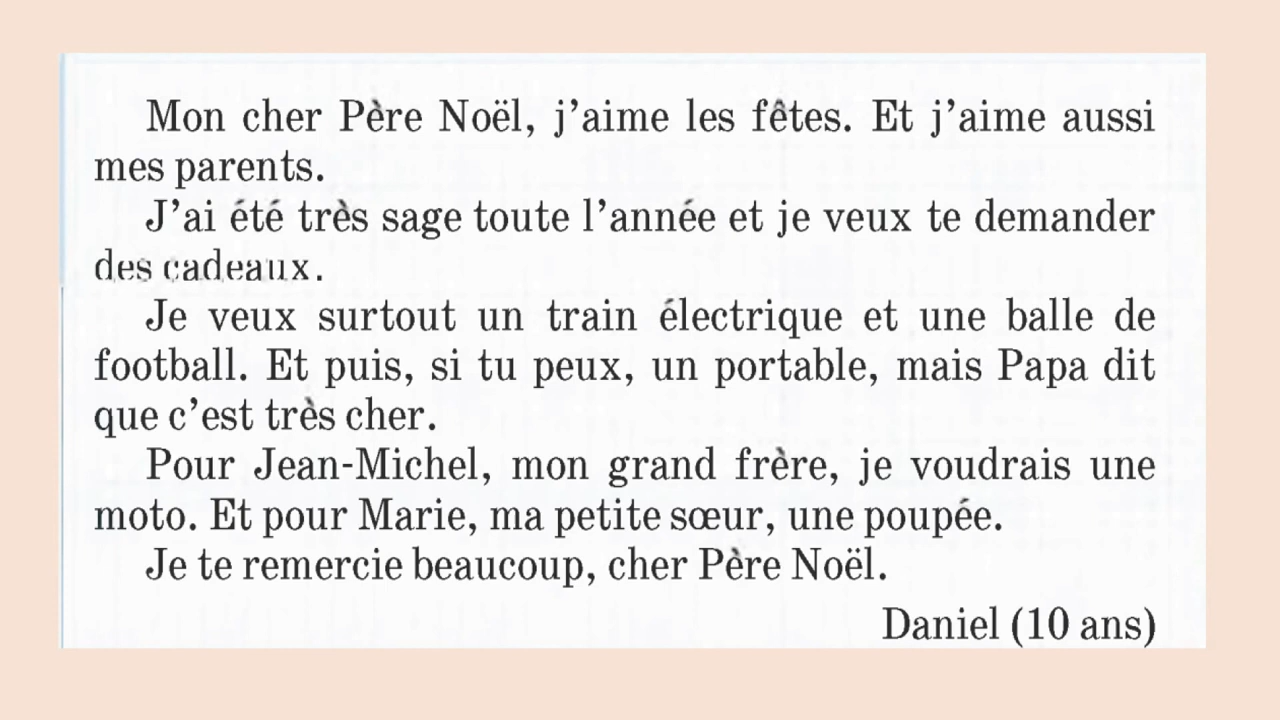 Mon cher Père Noël, j’aime les fêtes. Et j’aime aussi
mes parents.
J’ai été très sage toute l’année et je veux te demander
des cadeaux.
Je veux surtout un train électrique et une balle de
football. Et puis, si tu peux, un portable, mais Papa dit
que c’est très cher.
Pour Jean-Michel, mon grand frère, je voudrais une
moto. Et pour Marie, ma petite sœur, une poupée.
Je te remercie beaucoup, cher Père Noël.
Daniel (10 ans)